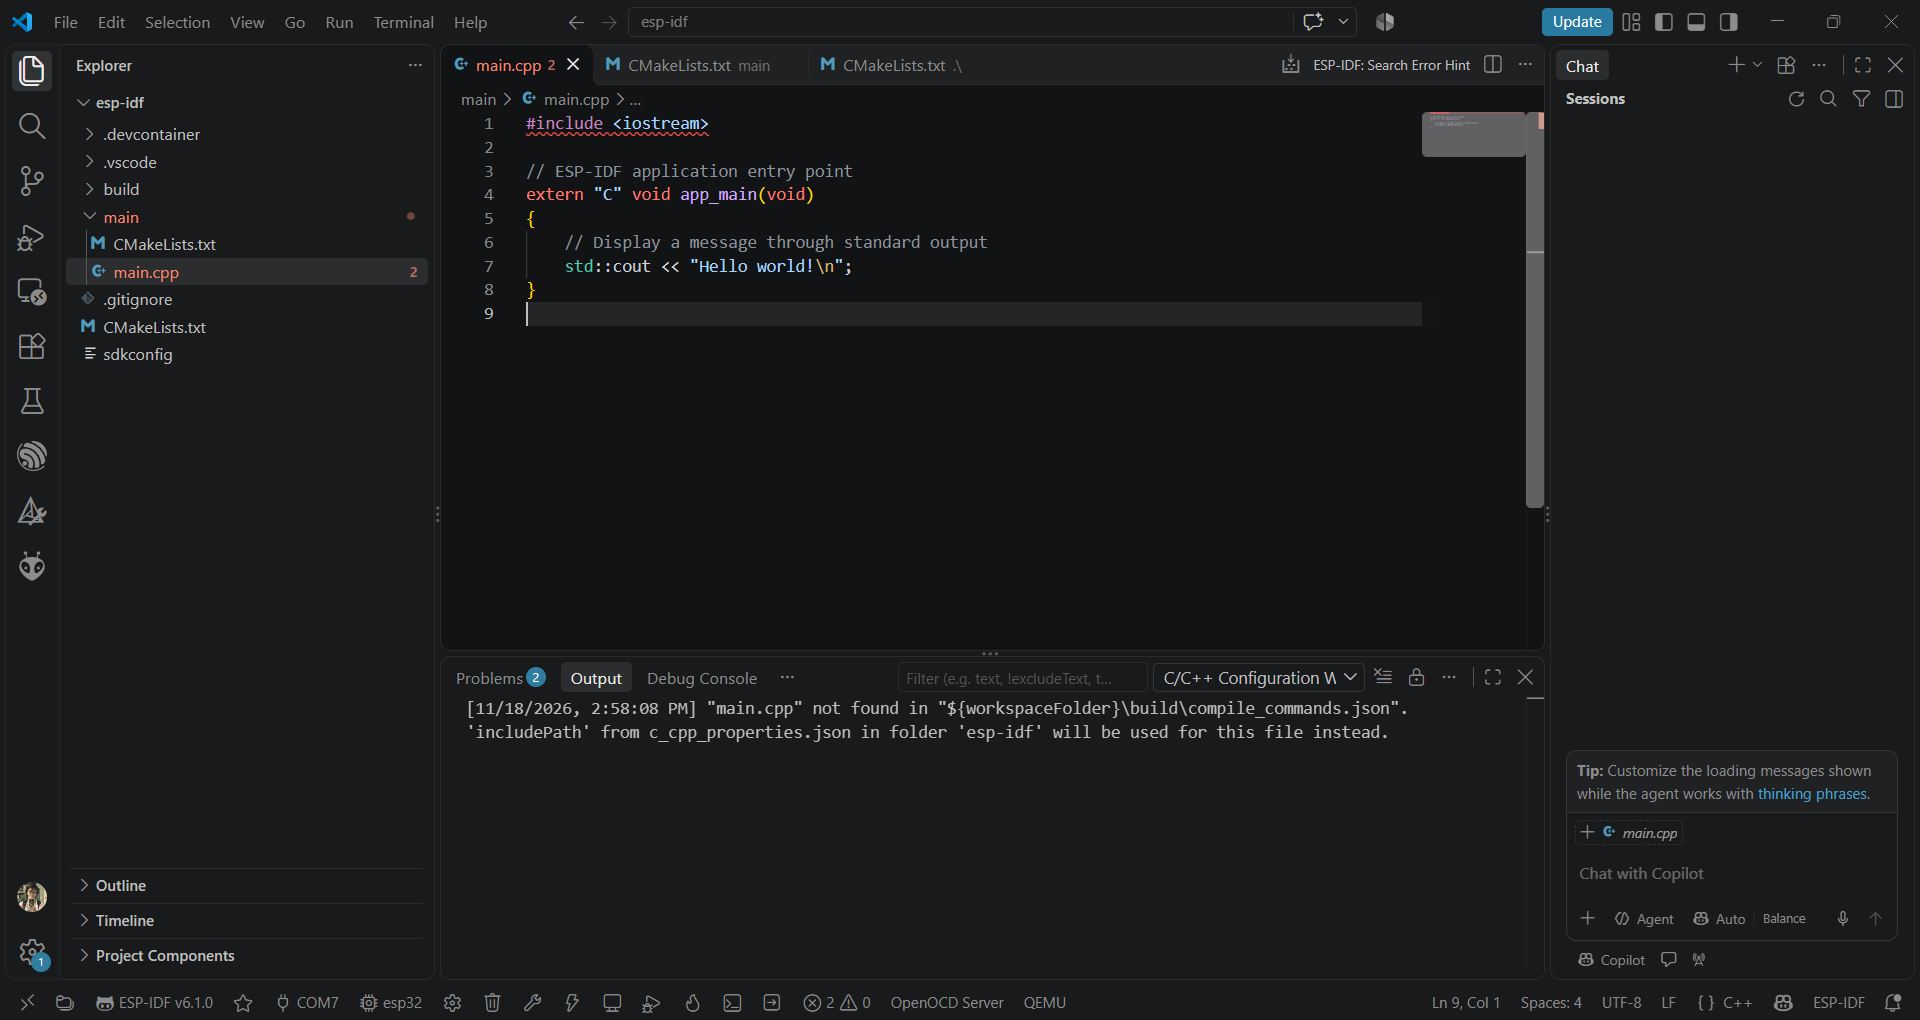 File Edit Selection View Go Run Terminal Help
esp-idf
Update
Explorer
esp-idf
.devcontainer
.vscode
build
main
CMakeLists.txt
main.cpp 2
.gitignore
CMakeLists.txt
sdkconfig
Outline
Timeline
Project Components
main.cpp 2
CMakeLists.txt main
CMakeLists.txt .\
ESP-IDF: Search Error Hint
main > main.cpp > ...
1 #include <iostream>
2
3 // ESP-IDF application entry point
4 extern "C" void app_main(void)
5 {
6 // Display a message through standard output
7 std::cout << "Hello world!\n";
8 }
9
Problems 2 Output Debug Console
Filter (e.g. text, !excludeText, t...
C/C++ Configuration W
[11/18/2026, 2:58:08 PM] "main.cpp" not found in "${workspaceFolder}\build\compile_commands.json".
'includePath' from c_cpp_properties.json in folder 'esp-idf' will be used for this file instead.
Chat
Sessions
Tip: Customize the loading messages shown
while the agent works with thinking phrases.
main.cpp
Chat with Copilot
Agent Auto Balance
Copilot
1
ESP-IDF v6.1.0 COM7 esp32 2 0 OpenOCD Server QEMU
Ln 9, Col 1 Spaces: 4 UTF-8 LF { } C++ ESP-IDF